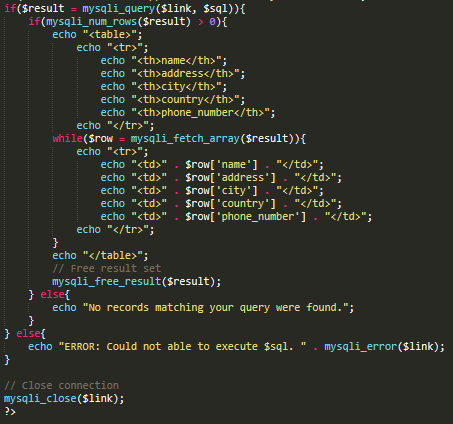 if($result = mysqli_query($link, $sql)){
    if(mysqli_num_rows($result) > 0){
        echo "<table>";
            echo "<tr>";
                echo "<th>name</th>";
                echo "<th>address</th>";
                echo "<th>city</th>";
                echo "<th>country</th>";
                echo "<th>phone_number</th>";
            echo "</tr>";
        while($row = mysqli_fetch_array($result)){
            echo "<tr>";
                echo "<td>" . $row['name'] . "</td>";
                echo "<td>" . $row['address'] . "</td>";
                echo "<td>" . $row['city'] . "</td>";
                echo "<td>" . $row['country'] . "</td>";
                echo "<td>" . $row['phone_number'] . "</td>";
            echo "</tr>";
        }
        echo "</table>";
        // Free result set
        mysqli_free_result($result);
    } else{
        echo "No records matching your query were found.";
    }
} else{
    echo "ERROR: Could not able to execute $sql. " . mysqli_error($link);
}

// Close connection
mysqli_close($link);
?>